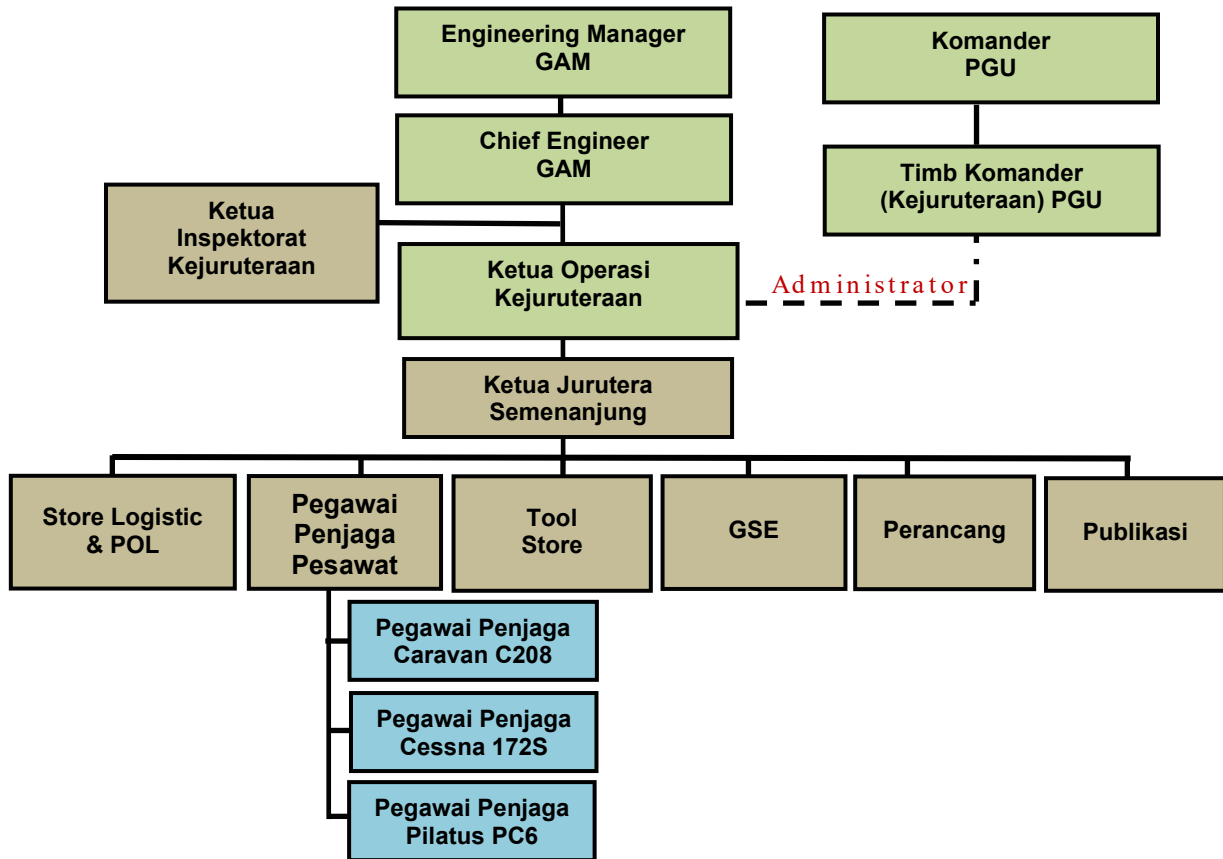 Engineering Manager
GAM
Komander
PGU
Chief Engineer
GAM
Timb Komander
(Kejuruteraan) PGU
Ketua
Inspektorat
Kejuruteraan
Ketua Operasi
Kejuruteraan
Administrator
Ketua Jurutera
Semenanjung
Store Logistic
& POL
Pegawai
Penjaga
Pesawat
Tool
Store
GSE
Perancang
Publikasi
Pegawai Penjaga
Caravan C208
Pegawai Penjaga
Cessna 172S
Pegawai Penjaga
Pilatus PC6